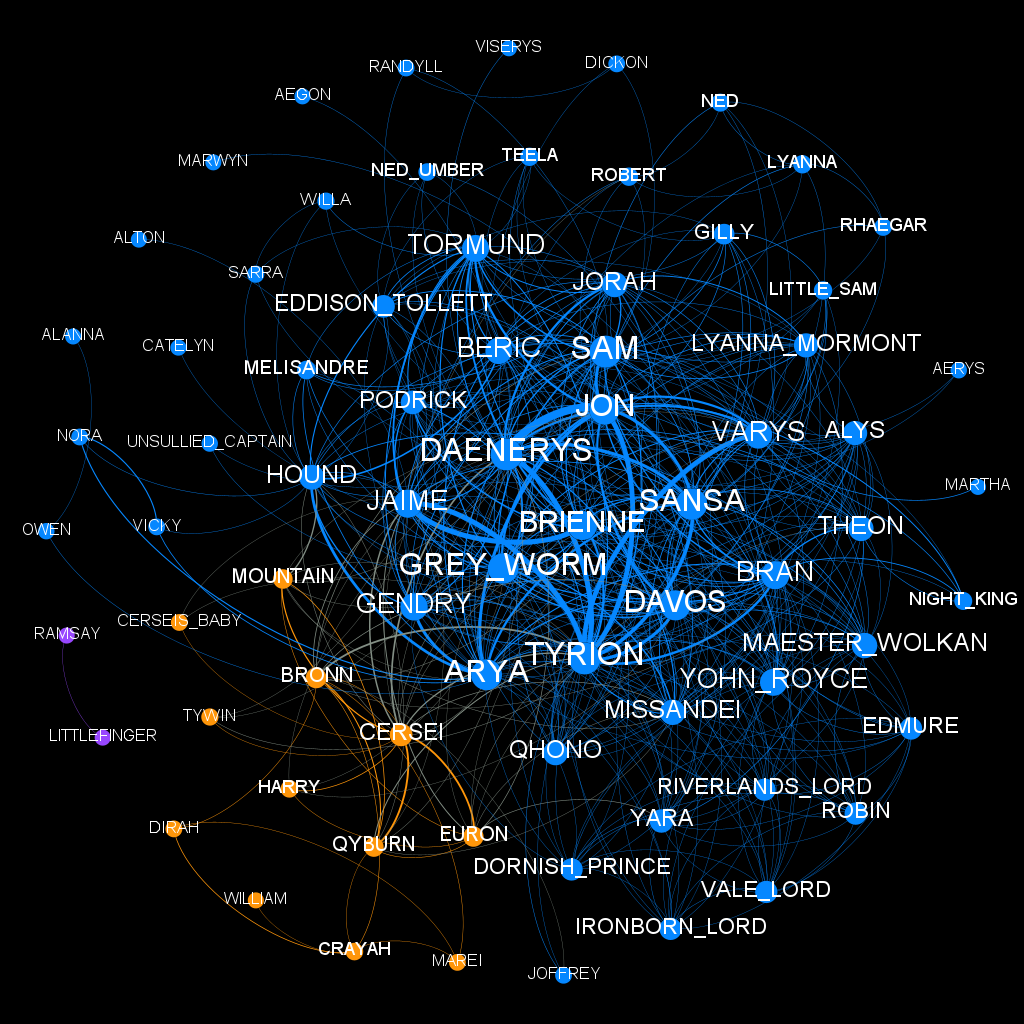 VISERYS
RANDYLL
DICKON
AEGON
NED
MARWYN
NED_UMBER
TEELA
ROBERT
LYANNA
WILLA
ALTON
TORMUND
GILLY
RHAEGAR
SARRA
JORAH
LITTLE_SAM
EDDISON_TOLLETT
ALANNA
CATELYN
BERIC
SAM
LYANNA_MORMONT
MELISANDRE
AERYS
PODRICK
JON
NORA
UNSULLIED_CAPTAIN
DAENERYS
VARYS
ALYS
HOUND
MARTHA
JAIME
SANSA
OWEN
VICKY
BRIENNE
THEON
MOUNTAIN
GREY_WORM
BRAN
NIGHT_KING
CERSEIS_BABY
GENDRY
DAVOS
RAMSAY
MAESTER_WOLKAN
BRONN
ARYA
TYRION
YOHN_ROYCE
TYWIN
MISSANDEI
LITTLEFINGER
CERSEI
QHONO
EDMURE
HARRY
RIVERLANDS_LORD
DIRAH
YARA
ROBIN
QYBURN
EURON
DORNISH_PRINCE
WILLIAM
VALE_LORD
CRAYAH
IRONBORN_LORD
MAREI
JOFFREY